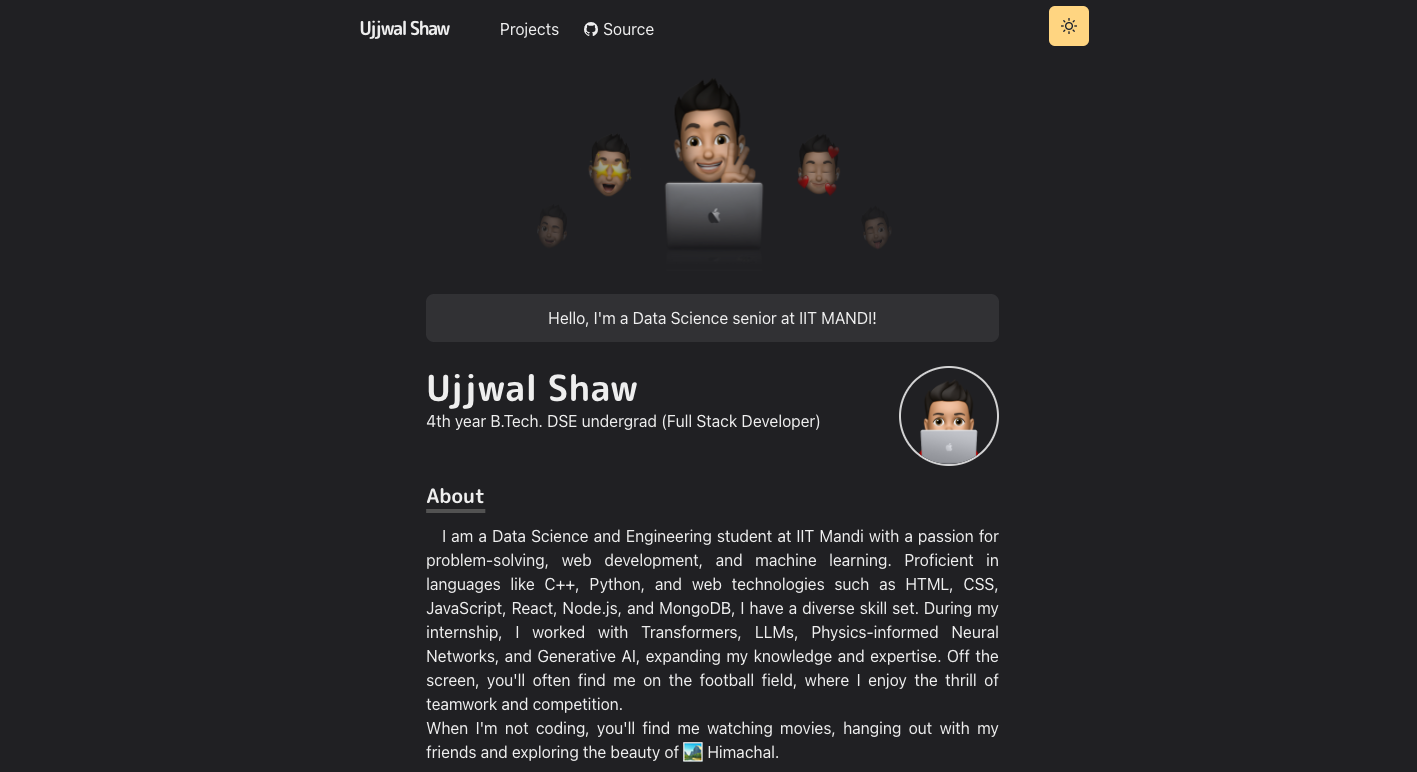 Ujjwal Shaw
Projects
Source
Hello, I'm a Data Science senior at IIT MANDI!
Ujjwal Shaw
4th year B.Tech. DSE undergrad (Full Stack Developer)
About
I am a Data Science and Engineering student at IIT Mandi with a passion for
problem-solving, web development, and machine learning. Proficient in
languages like C++, Python, and web technologies such as HTML, CSS,
JavaScript, React, Node.js, and MongoDB, I have a diverse skill set. During my
internship, I worked with Transformers, LLMs, Physics-informed Neural
Networks, and Generative AI, expanding my knowledge and expertise. Off the
screen, you'll often find me on the football field, where I enjoy the thrill of
teamwork and competition.
When I'm not coding, you'll find me watching movies, hanging out with my
friends and exploring the beauty of 🏞️ Himachal.